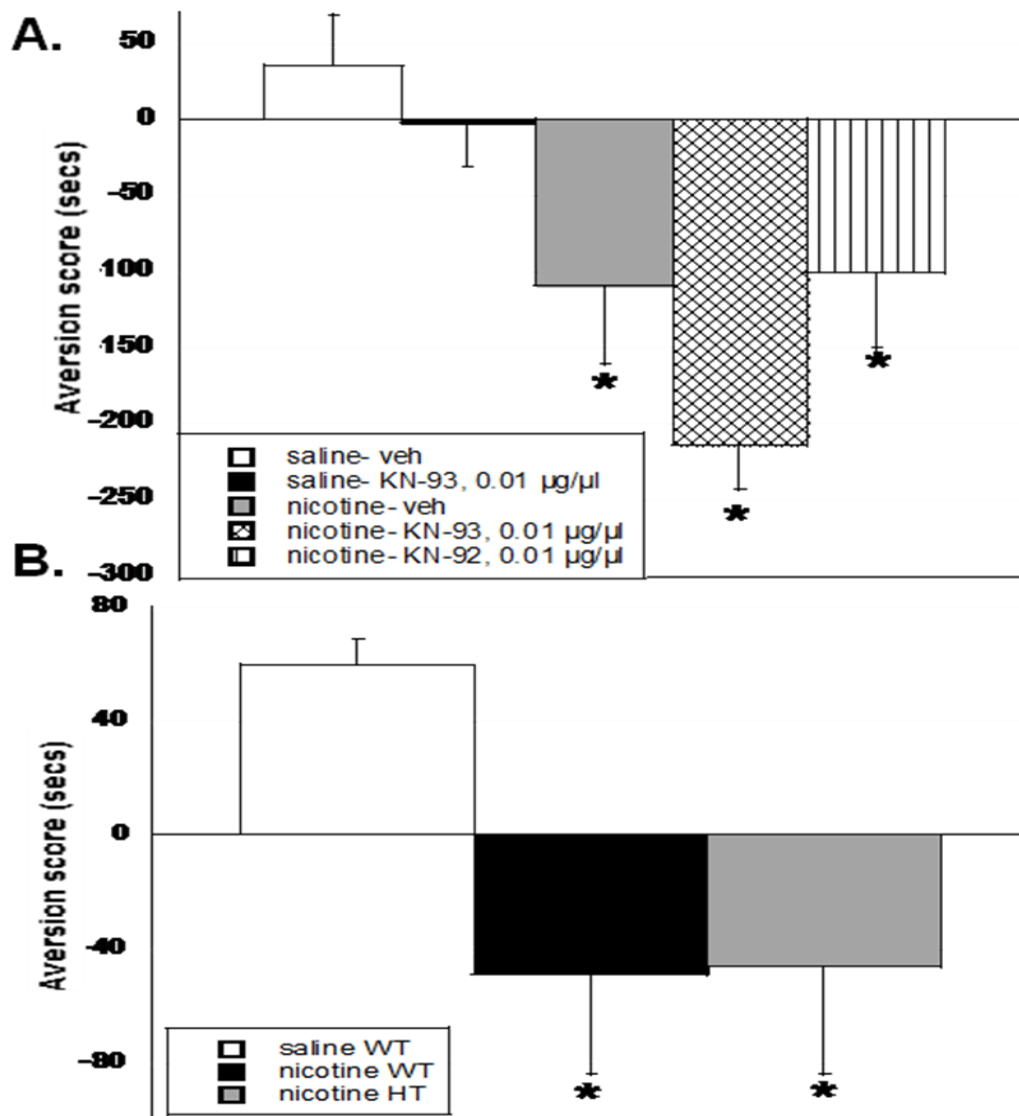 A.
50
0
-50
-100
-150
-200
-250
-300
Aversion score (secs)
saline- veh
saline- KN-93, 0.01 µg/µl
nicotine- veh
nicotine- KN-93, 0.01 µg/µl
nicotine- KN-92, 0.01 µg/µl
*
*
*
B.
80
40
0
-40
-80
Aversion score (secs)
saline WT
nicotine WT
nicotine HT
*
*